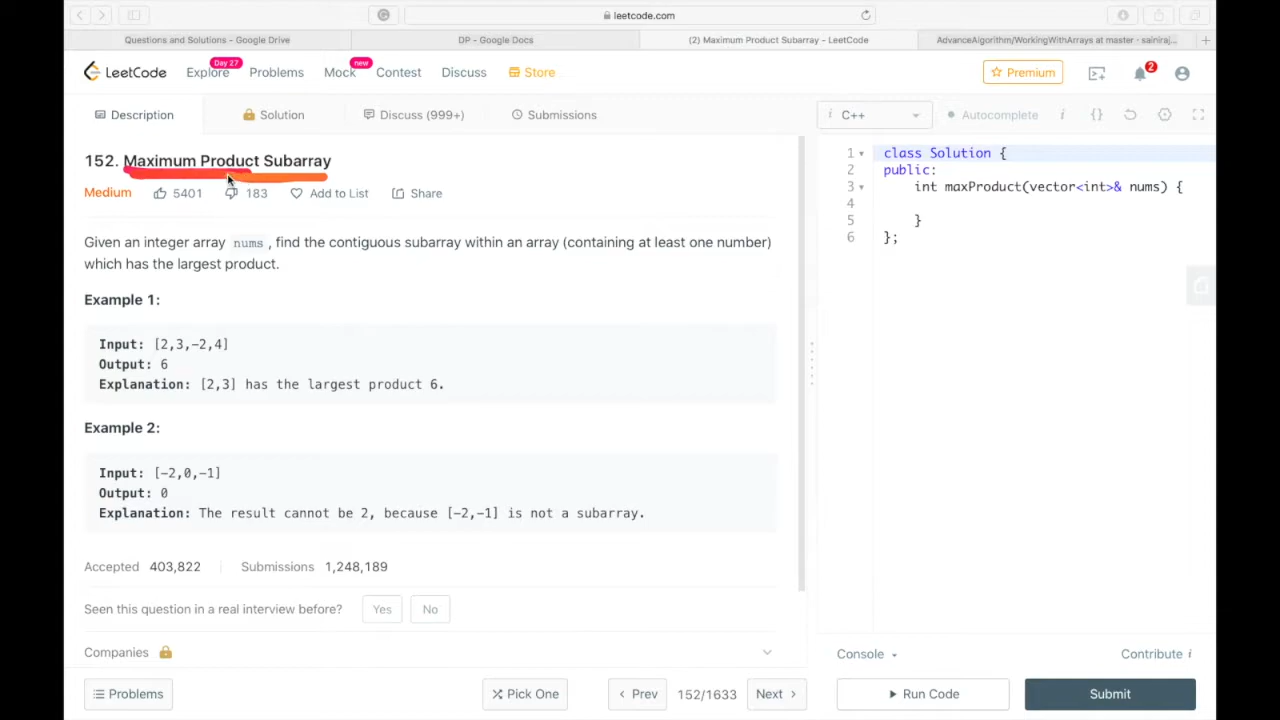 leetcode.com
Questions and Solutions - Google Drive
DP - Google Docs
(2) Maximum Product Subarray - LeetCode
AdvanceAlgorithm/WorkingWithArrays at master · sainiraj...
LeetCode
Explore
Day 27
Problems
Mock
new
Contest
Discuss
Store
Premium
2
Description
Solution
Discuss (999+)
Submissions
i C++
Autocomplete
i
{}
152. Maximum Product Subarray
Medium
5401
183
Add to List
Share
Given an integer array nums , find the contiguous subarray within an array (containing at least one number)
which has the largest product.
Example 1:
Input: [2,3,-2,4]
Output: 6
Explanation: [2,3] has the largest product 6.
Example 2:
Input: [-2,0,-1]
Output: 0
Explanation: The result cannot be 2, because [-2,-1] is not a subarray.
Accepted 403,822
Submissions 1,248,189
Seen this question in a real interview before?
Yes
No
Companies
Problems
Pick One
Prev
152/1633
Next
1 class Solution {
2 public:
3 int maxProduct(vector<int>& nums) {
4
5 }
6 };
Console
Contribute i
Run Code
Submit